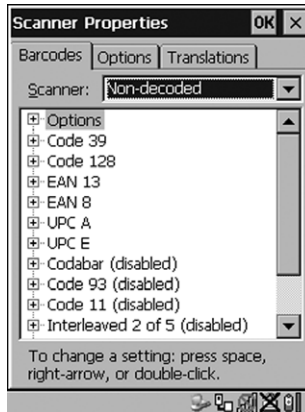 Scanner Properties OK ×
Barcodes Options Translations
Scanner: Non-decoded
Options
Code 39
Code 128
EAN 13
EAN 8
UPC A
UPC E
Codabar (disabled)
Code 93 (disabled)
Code 11 (disabled)
Interleaved 2 of 5 (disabled)
To change a setting: press space,
right-arrow, or double-click.